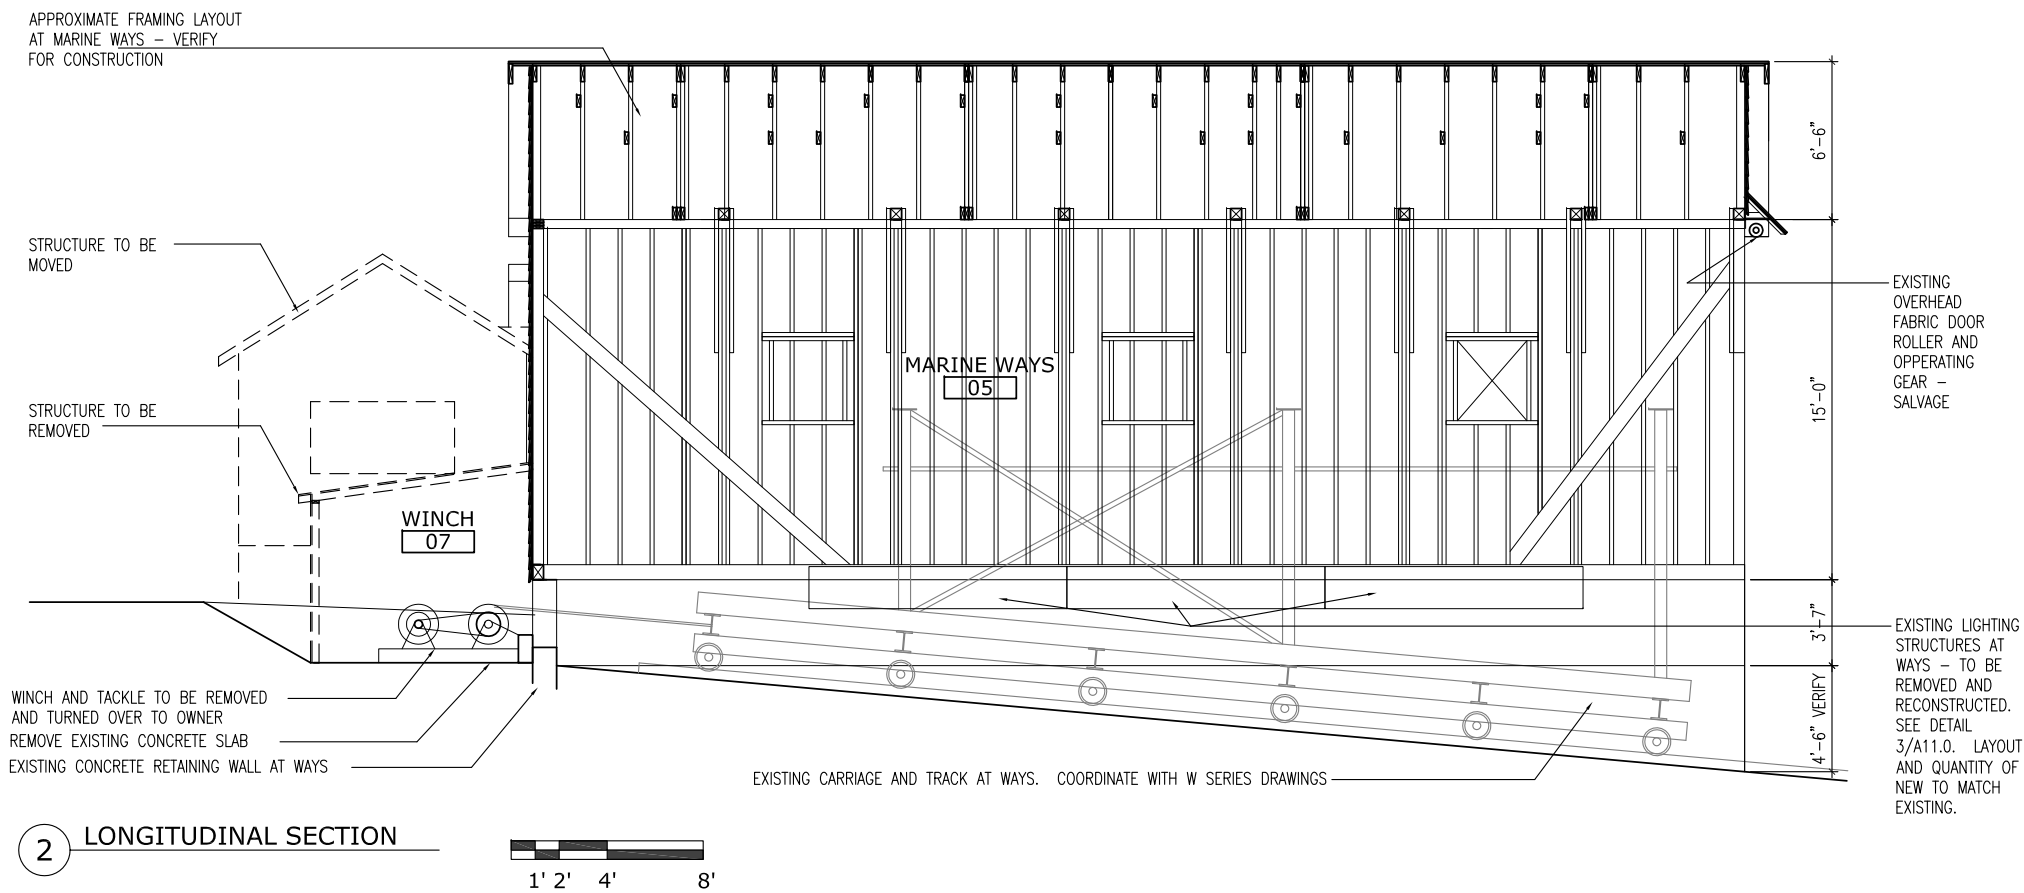 APPROXIMATE FRAMING LAYOUT
AT MARINE WAYS – VERIFY
FOR CONSTRUCTION
6'-6"
STRUCTURE TO BE
MOVED
EXISTING
OVERHEAD
FABRIC DOOR
ROLLER AND
OPPERATING
GEAR –
SALVAGE
MARINE WAYS
05
15'-0"
STRUCTURE TO BE
REMOVED
WINCH
07
3'-7"
EXISTING LIGHTING
STRUCTURES AT
WAYS – TO BE
REMOVED AND
RECONSTRUCTED.
SEE DETAIL
3/A11.0. LAYOUT
AND QUANTITY OF
NEW TO MATCH
EXISTING.
4'-6" VERIFY
WINCH AND TACKLE TO BE REMOVED
AND TURNED OVER TO OWNER
REMOVE EXISTING CONCRETE SLAB
EXISTING CONCRETE RETAINING WALL AT WAYS
EXISTING CARRIAGE AND TRACK AT WAYS. COORDINATE WITH W SERIES DRAWINGS
2 LONGITUDINAL SECTION
1' 2' 4' 8'